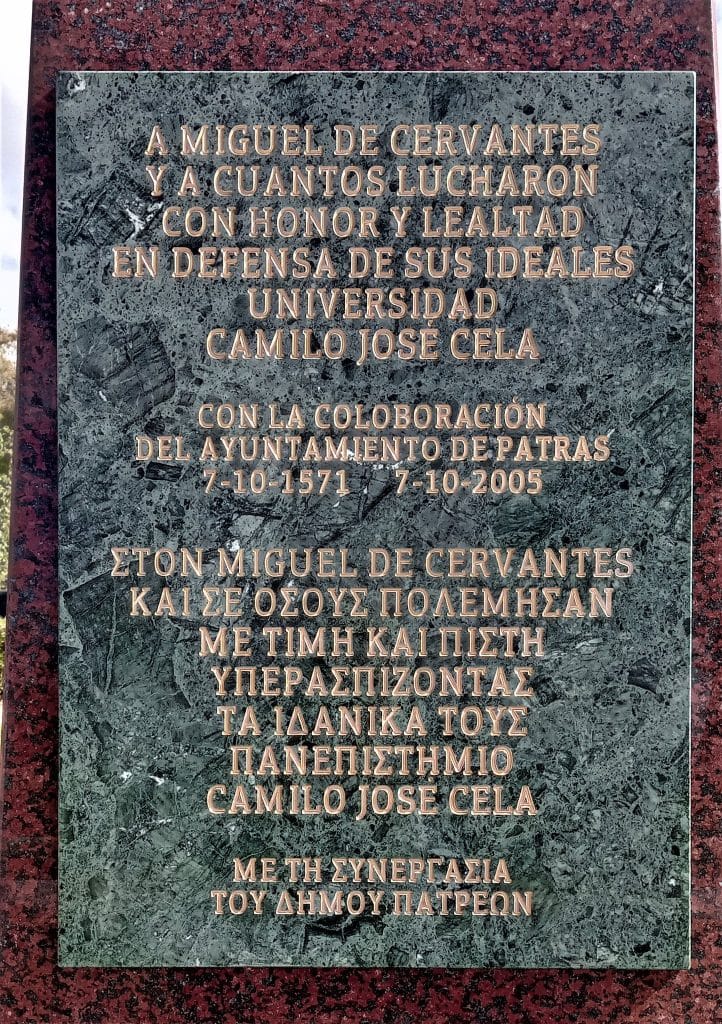 A MIGUEL DE CERVANTES
Y A CUANTOS LUCHARON
CON HONOR Y LEALTAD
EN DEFENSA DE SUS IDEALES
UNIVERSIDAD
CAMILO JOSÉ CELA
CON LA COLOBORACIÓN
DEL AYUNTAMIENTO DE PATRAS
7-10-1571 7-10-2005
ΣΤΟΝ MIGUEL DE CERVANTES
ΚΑΙ ΣΕ ΟΣΟΥΣ ΠΟΛΕΜΗΣΑΝ
ΜΕ ΤΙΜΗ ΚΑΙ ΠΙΣΤΗ
ΥΠΕΡΑΣΠΙΖΟΝΤΑΣ
ΤΑ ΙΔΑΝΙΚΑ ΤΟΥΣ
ΠΑΝΕΠΙΣΤΗΜΙΟ
CAMILO JOSÉ CELA
ΜΕ ΤΗ ΣΥΝΕΡΓΑΣΙΑ
ΤΟΥ ΔΗΜΟΥ ΠΑΤΡΕΩΝ